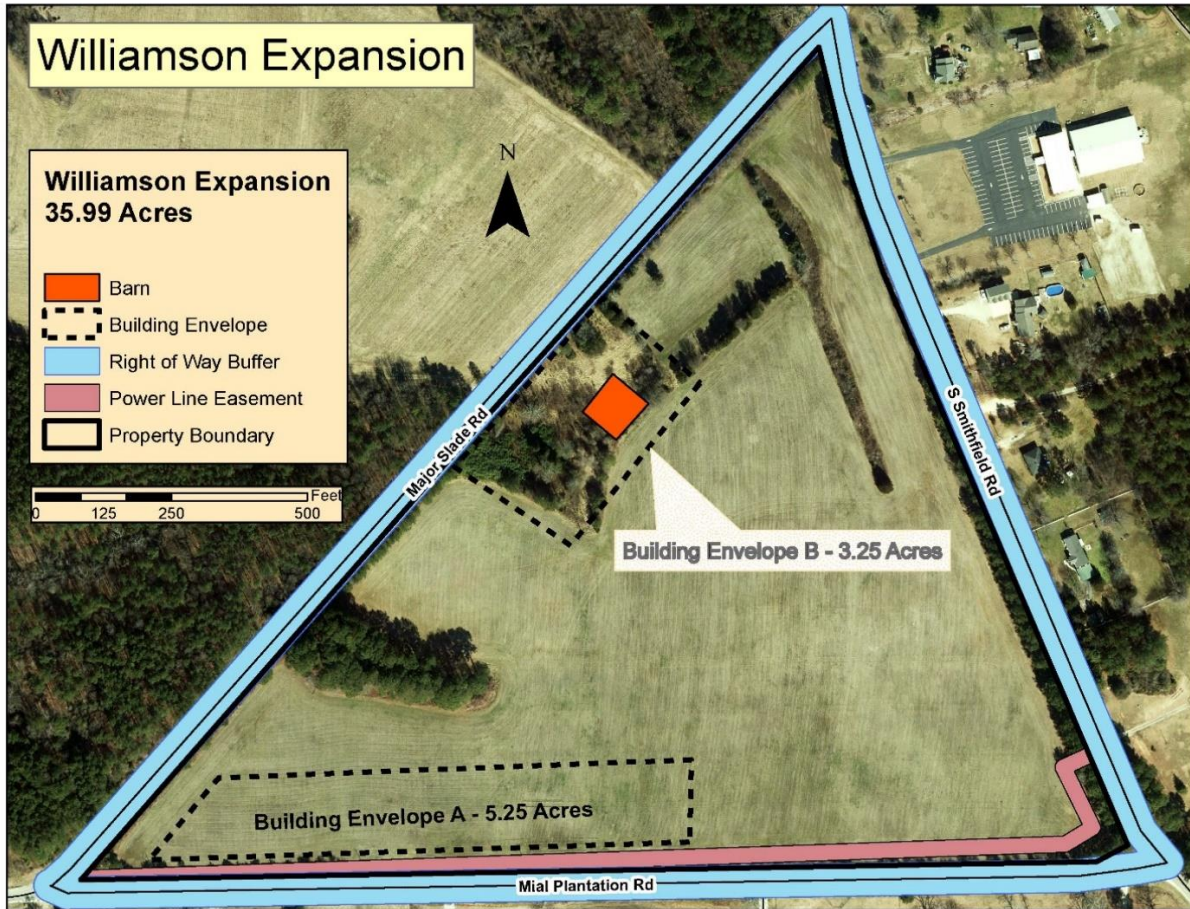 Williamson Expansion
Williamson Expansion
35.99 Acres
Barn
Building Envelope
Right of Way Buffer
Power Line Easement
Property Boundary
Feet
0 125 250 500
N
Major Slade Rd
S Smithfield Rd
Building Envelope B - 3.25 Acres
Building Envelope A - 5.25 Acres
Mial Plantation Rd